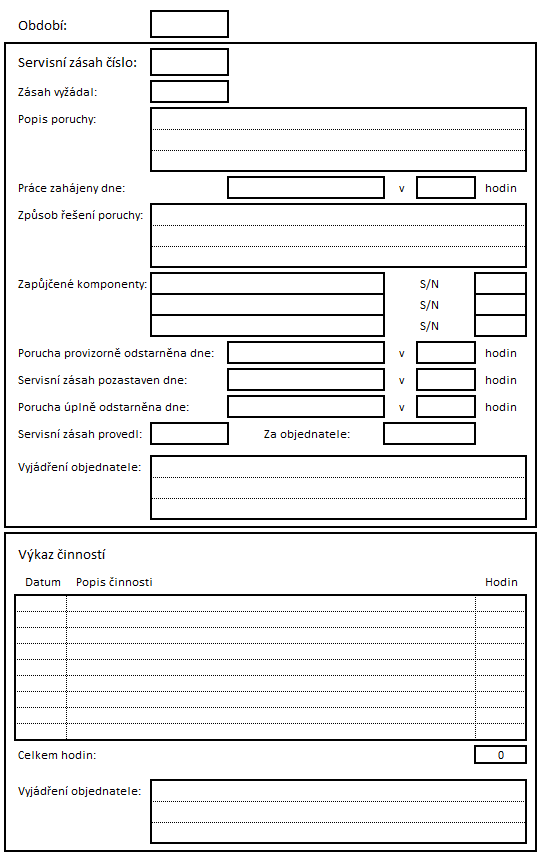 Období:
Servisní zásah číslo:
Zásah vyžádal:
Popis poruchy:
Práce zahájeny dne: v hodin
Způsob řešení poruchy:
Zapůjčené komponenty: S/N
S/N
S/N
Porucha provizorně odstarněna dne: v hodin
Servisní zásah pozastaven dne: v hodin
Porucha úplně odstarněna dne: v hodin
Servisní zásah provedl: Za objednatele:
Vyjádření objednatele:
Výkaz činností
Datum Popis činnosti Hodin
Celkem hodin: 0
Vyjádření objednatele: